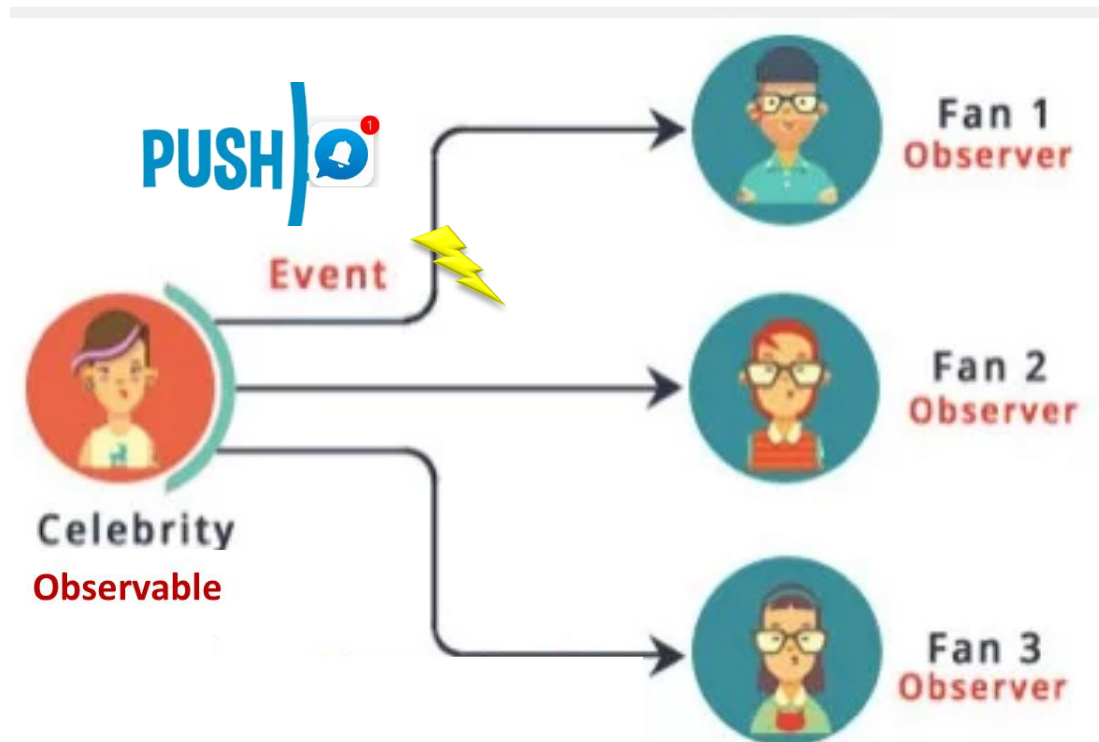 PUSH
1
Fan 1
Observer
Event
Fan 2
Observer
Celebrity
Observable
Fan 3
Observer